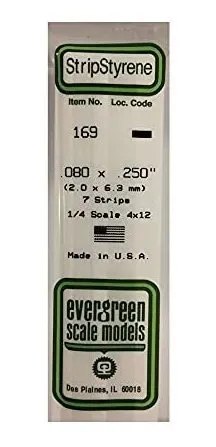 StripStyrene
Item No. Loc. Code
169
.080 x .250"
(2.0 x 6.3 mm)
7 Strips
1/4 Scale 4x12
Made in U.S.A.
evergreen
scale models
Des Plaines, IL 60018